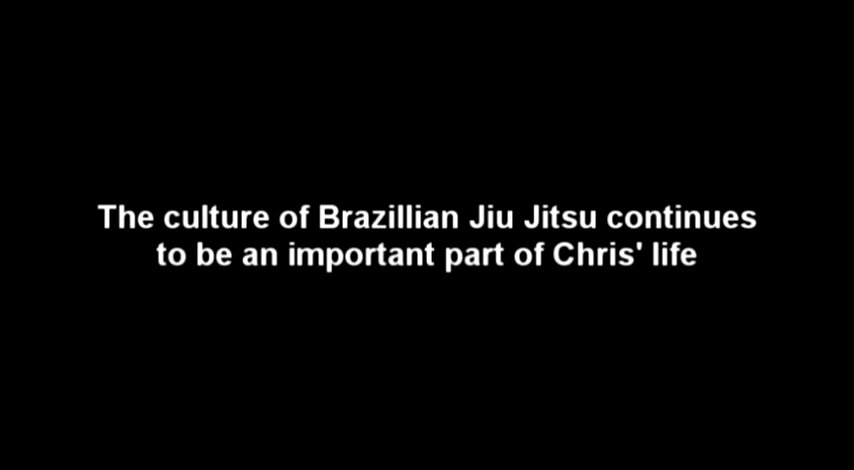 The culture of Brazillian Jiu Jitsu continues
to be an important part of Chris' life